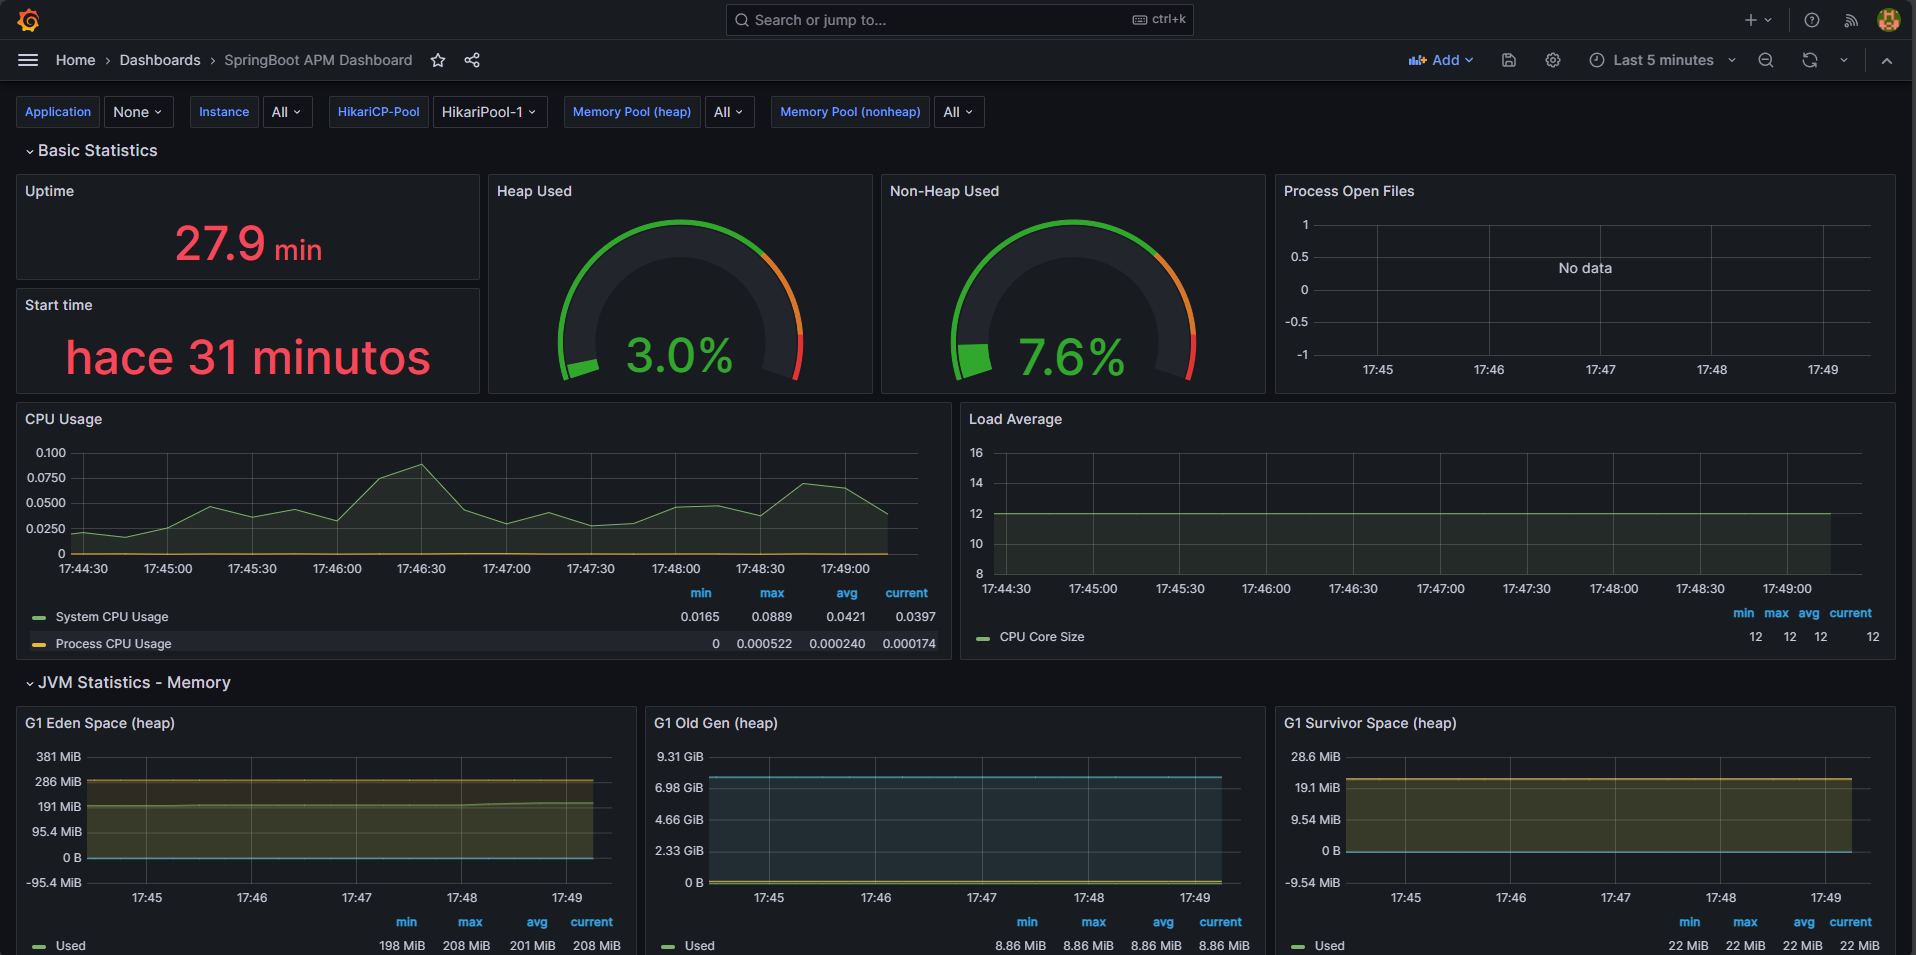 Search or jump to...
ctrl+k
Home › Dashboards › SpringBoot APM Dashboard
Add
Last 5 minutes
Application None Instance All HikariCP-Pool HikariPool-1 Memory Pool (heap) All Memory Pool (nonheap) All
Basic Statistics
Uptime
27.9 min
Start time
hace 31 minutos
Heap Used
3.0%
Non-Heap Used
7.6%
Process Open Files
1
0.5
0
-0.5
-1
No data
17:45 17:46 17:47 17:48 17:49
CPU Usage
0.100
0.0750
0.0500
0.0250
0
17:44:30 17:45:00 17:45:30 17:46:00 17:46:30 17:47:00 17:47:30 17:48:00 17:48:30 17:49:00
min max avg current
System CPU Usage 0.0165 0.0889 0.0421 0.0397
Process CPU Usage 0 0.000522 0.000240 0.000174
Load Average
16
14
12
10
8
17:44:30 17:45:00 17:45:30 17:46:00 17:46:30 17:47:00 17:47:30 17:48:00 17:48:30 17:49:00
min max avg current
CPU Core Size 12 12 12 12
JVM Statistics - Memory
G1 Eden Space (heap)
381 MiB
286 MiB
191 MiB
95.4 MiB
0 B
-95.4 MiB
17:45 17:46 17:47 17:48 17:49
min max avg current
Used 198 MiB 208 MiB 201 MiB 208 MiB
G1 Old Gen (heap)
9.31 GiB
6.98 GiB
4.66 GiB
2.33 GiB
0 B
17:45 17:46 17:47 17:48 17:49
min max avg current
Used 8.86 MiB 8.86 MiB 8.86 MiB 8.86 MiB
G1 Survivor Space (heap)
28.6 MiB
19.1 MiB
9.54 MiB
0 B
-9.54 MiB
17:45 17:46 17:47 17:48 17:49
min max avg current
Used 22 MiB 22 MiB 22 MiB 22 MiB